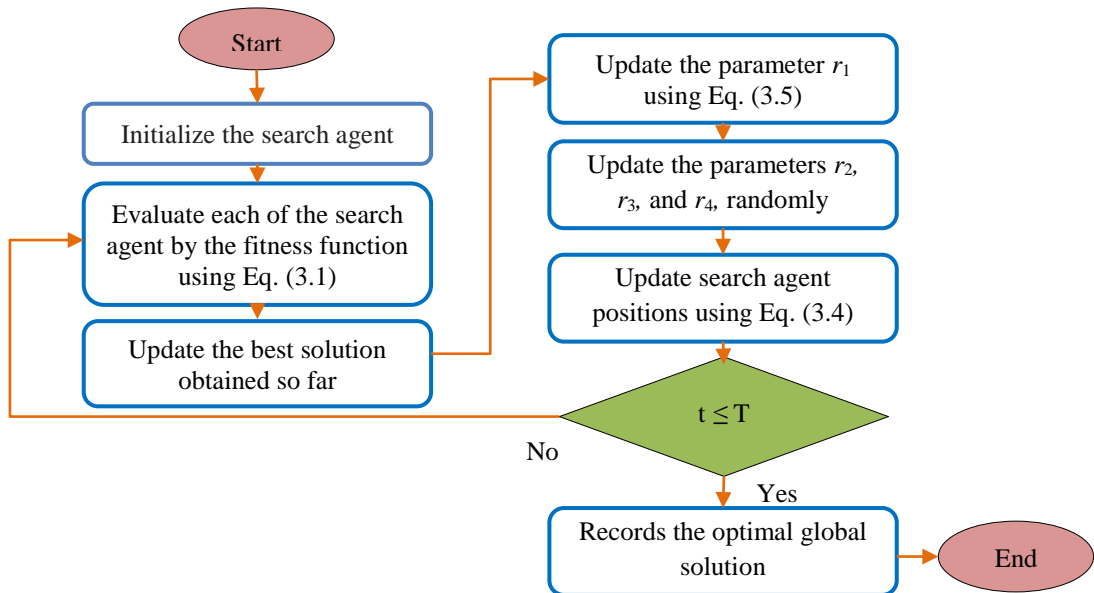 Start
Initialize the search agent
Evaluate each of the search
agent by the fitness function
using Eq. (3.1)
Update the best solution
obtained so far
Update the parameter r₁
using Eq. (3.5)
Update the parameters r₂,
r₃, and r₄, randomly
Update search agent
positions using Eq. (3.4)
t ≤ T
No
Yes
Records the optimal global
solution
End